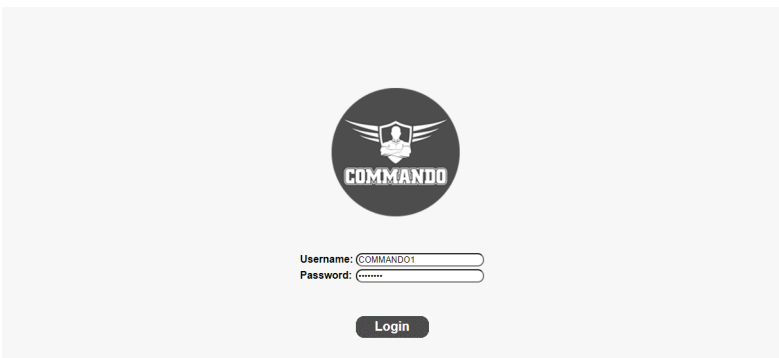 COMMANDO
Username: COMMANDO1
Password: ••••••••
Login